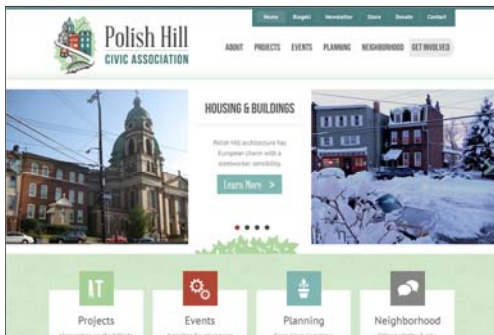 Polish Hill
CIVIC ASSOCIATION
Home Blogski Newsletter Store Donate Contact
ABOUT PROJECTS EVENTS PLANNING NEIGHBORHOOD GET INVOLVED
HOUSING & BUILDINGS
Polish Hill architecture has
European charm with a
steelworker sensibility.
Learn More >
Projects Events Planning Neighborhood